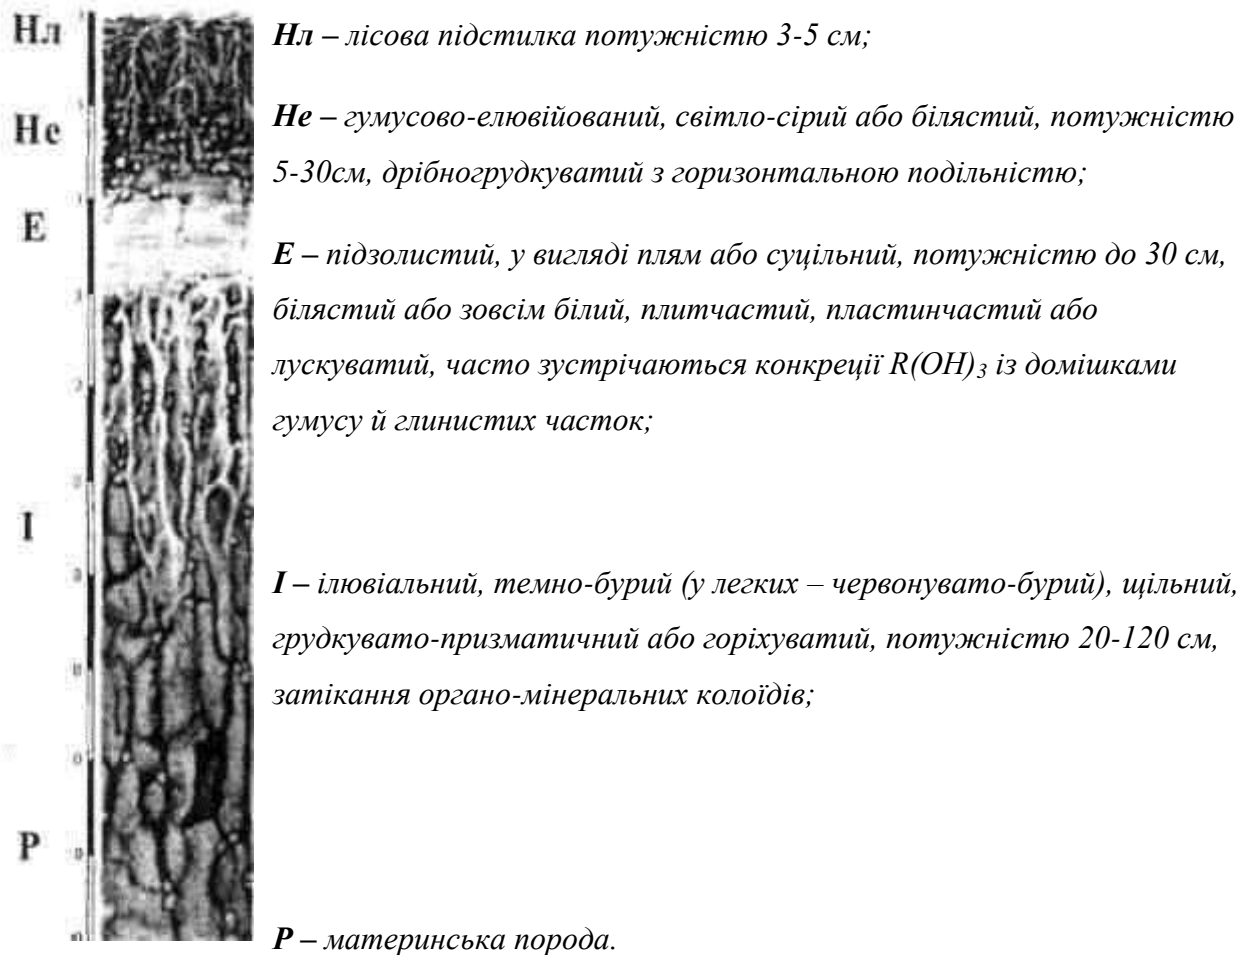 Нл
Нл – лісова підстилка потужністю 3-5 см;
Не
Не – гумусово-елювійований, світло-сірий або білястий, потужністю
5-30см, дрібногрудкуватий з горизонтальною подільністю;
Е
Е – підзолистий, у вигляді плям або суцільний, потужністю до 30 см,
білястий або зовсім білий, плитчастий, пластинчастий або
лускуватий, часто зустрічаються конкреції R(OH)₃ із домішками
гумусу й глинистих часток;
І
І – ілювіальний, темно-бурий (у легких – червонувато-бурий), щільний,
грудкувато-призматичний або горіхуватий, потужністю 20-120 см,
затікання органо-мінеральних колоїдів;
Р
Р – материнська порода.